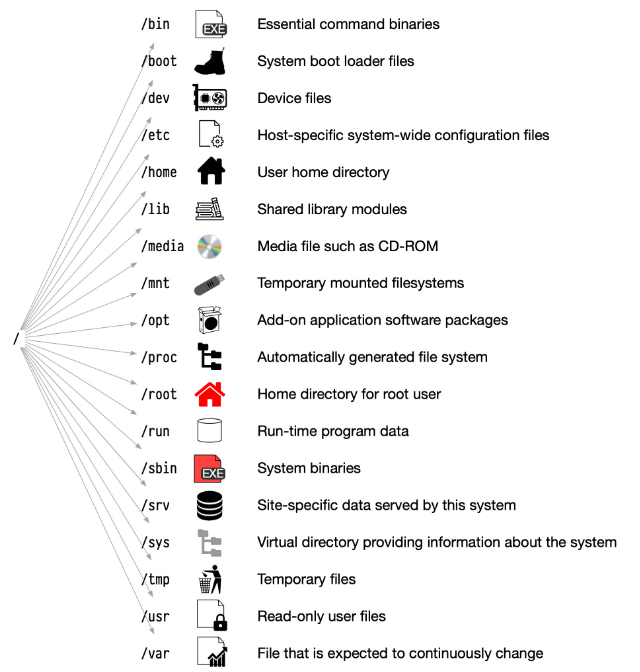 /bin EXE Essential command binaries
/boot System boot loader files
/dev Device files
/etc Host-specific system-wide configuration files
/home User home directory
/lib Shared library modules
/media Media file such as CD-ROM
/mnt Temporary mounted filesystems
/opt Add-on application software packages
/
/proc Automatically generated file system
/root Home directory for root user
/run Run-time program data
/sbin EXE System binaries
/srv Site-specific data served by this system
/sys Virtual directory providing information about the system
/tmp Temporary files
/usr Read-only user files
/var File that is expected to continuously change